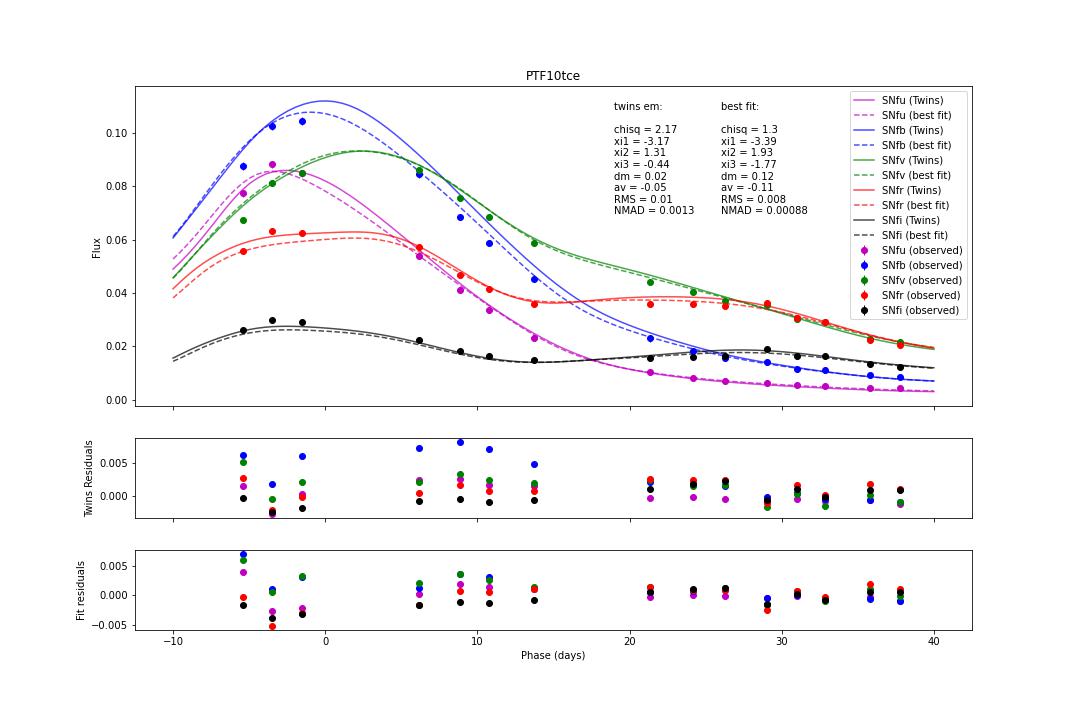 PTF10tce
twins em:
best fit:
chisq = 2.17
xi1 = -3.17
xi2 = 1.31
xi3 = -0.44
dm = 0.02
av = -0.05
RMS = 0.01
NMAD = 0.0013
chisq = 1.3
xi1 = -3.39
xi2 = 1.93
xi3 = -1.77
dm = 0.12
av = -0.11
RMS = 0.008
NMAD = 0.00088
SNfu (Twins)
SNfu (best fit)
SNfb (Twins)
SNfb (best fit)
SNfv (Twins)
SNfv (best fit)
SNfr (Twins)
SNfr (best fit)
SNfi (Twins)
SNfi (best fit)
SNfu (observed)
SNfb (observed)
SNfv (observed)
SNfr (observed)
SNfi (observed)
Flux
0.10
0.08
0.06
0.04
0.02
0.00
Twins Residuals
0.005
0.000
Fit residuals
0.005
0.000
−0.005
−10
0
10
20
30
40
Phase (days)